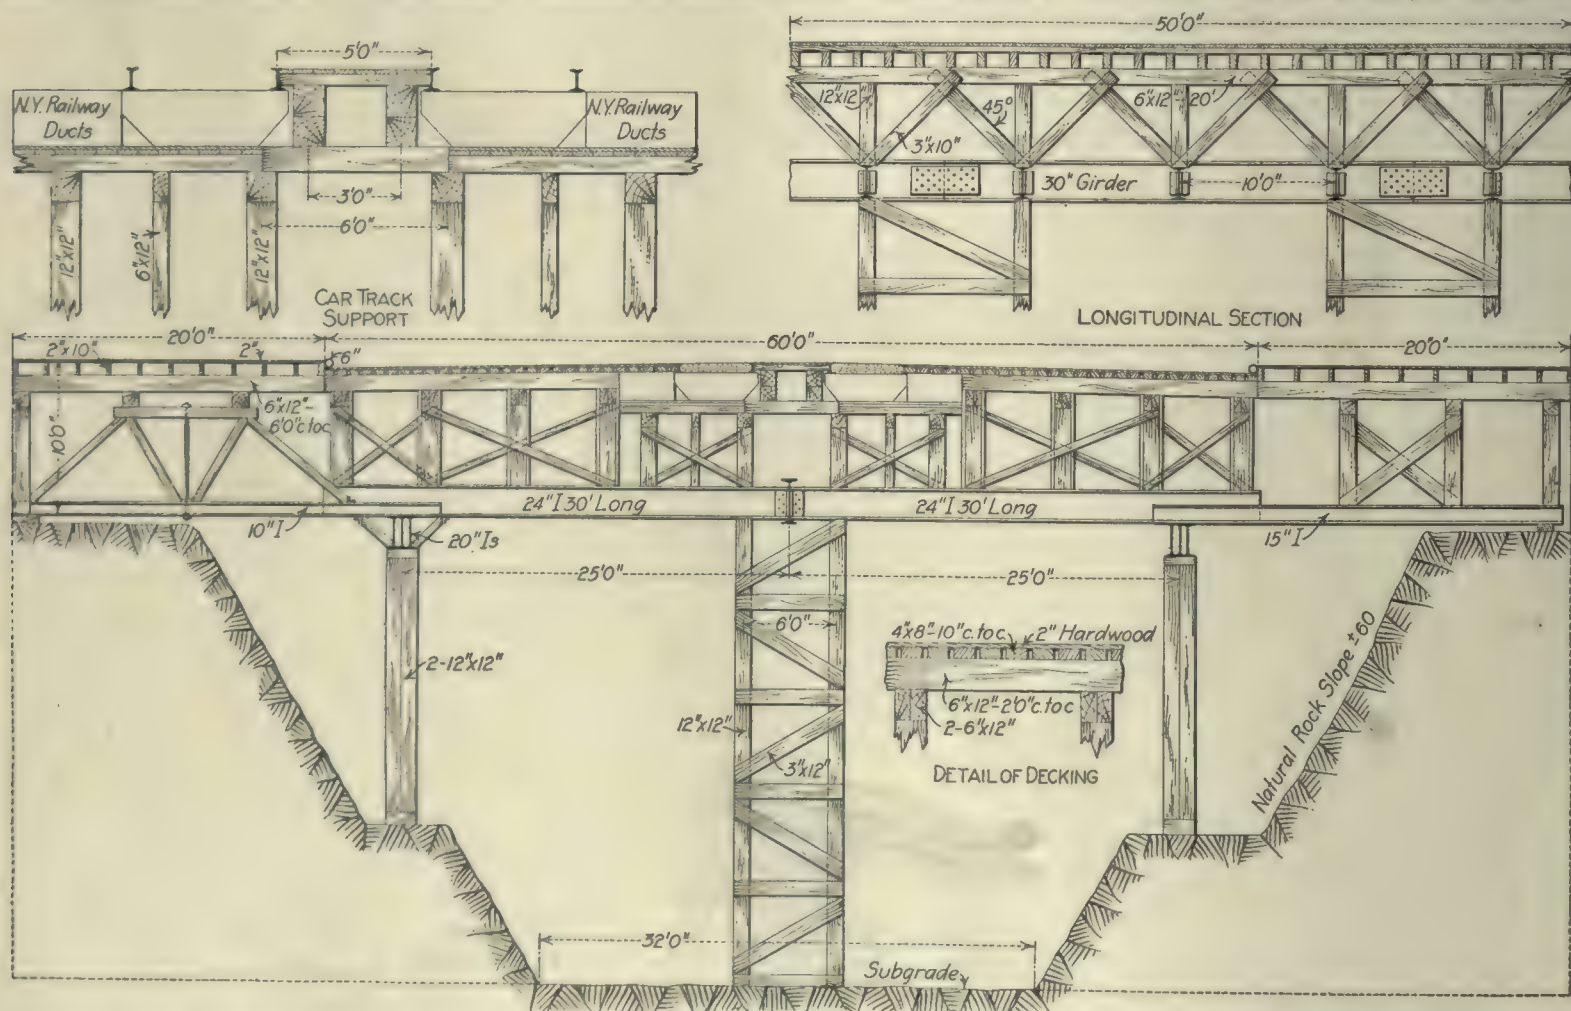 5'0"
N.Y. Railway
Ducts
N.Y. Railway
Ducts
3'0"
6'0"
12"x12"
6"x12"
12"x12"
CAR TRACK
SUPPORT
50'0"
12"x12"
45°
6"x12"-20'
3"x10"
30" Girder
10'0"
LONGITUDINAL SECTION
20'0"
60'0"
20'0"
2"x10"
2"
6"
10'0"
6"x12"-
6'0"c.toc
24"I 30' Long
24"I 30' Long
10"I
20"Is
15"I
25'0"
25'0"
6'0"
2-12"x12"
12"x12"
3"x12"
4"x8"-10"c.toc.
2" Hardwood
6"x12"-2'0"c.toc
2-6"x12"
DETAIL OF DECKING
Natural Rock Slope ±60
32'0"
Subgrade